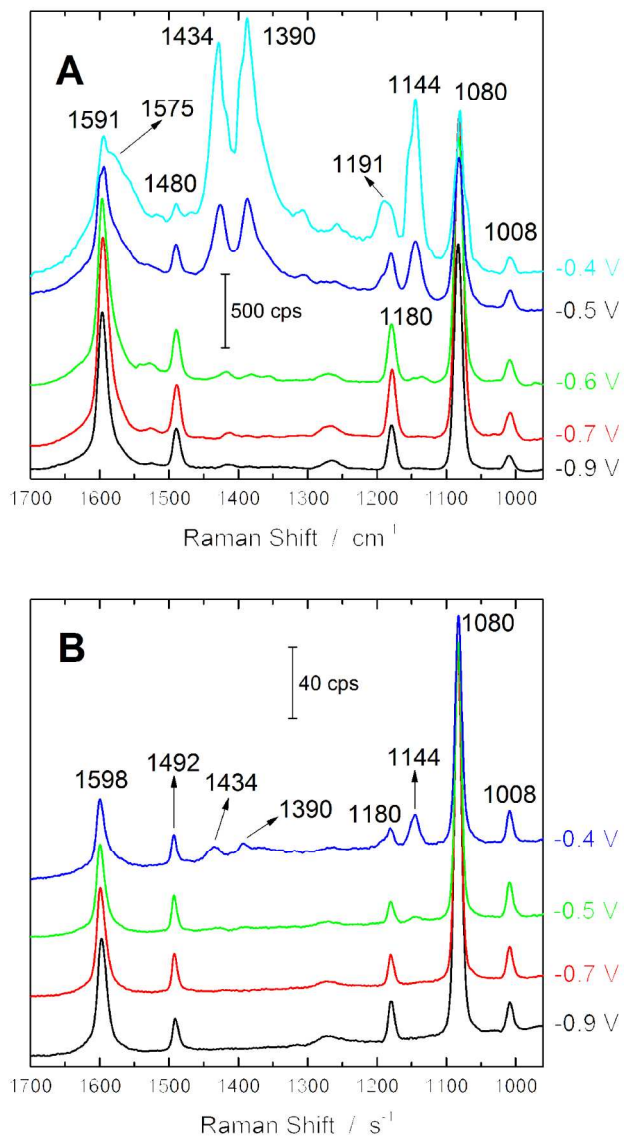 A
1434
1390
1144
1080
1591
1575
1480
1191
1008
-0.4 V
-0.5 V
500 cps
1180
-0.6 V
-0.7 V
-0.9 V
1700 1600 1500 1400 1300 1200 1100 1000
Raman Shift / cm-1
B
1080
40 cps
1598
1492
1434
1390
1180
1144
1008
-0.4 V
-0.5 V
-0.7 V
-0.9 V
1700 1600 1500 1400 1300 1200 1100 1000
Raman Shift / s-1